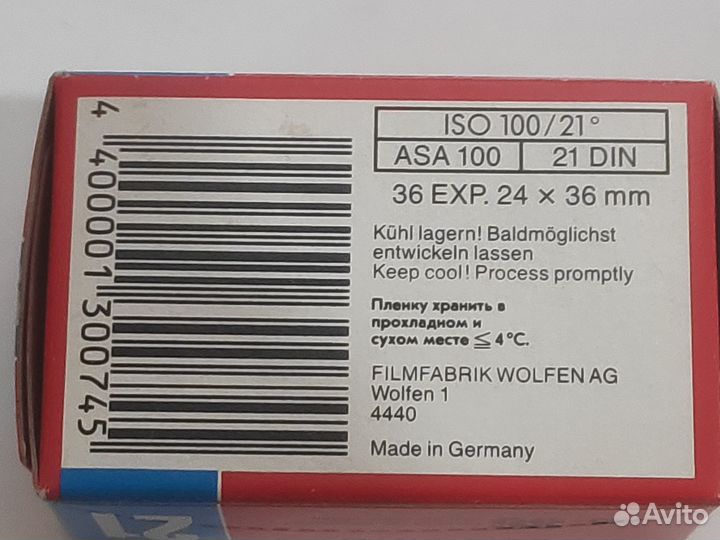 4 400001 300745
ISO 100/21°
ASA 100 21 DIN
36 EXP. 24 × 36 mm
Kühl lagern! Baldmöglichst
entwickeln lassen
Keep cool! Process promptly
Пленку хранить в
прохладном и
сухом месте ≦ 4°C.
FILMFABRIK WOLFEN AG
Wolfen 1
4440
Made in Germany
21
Avito